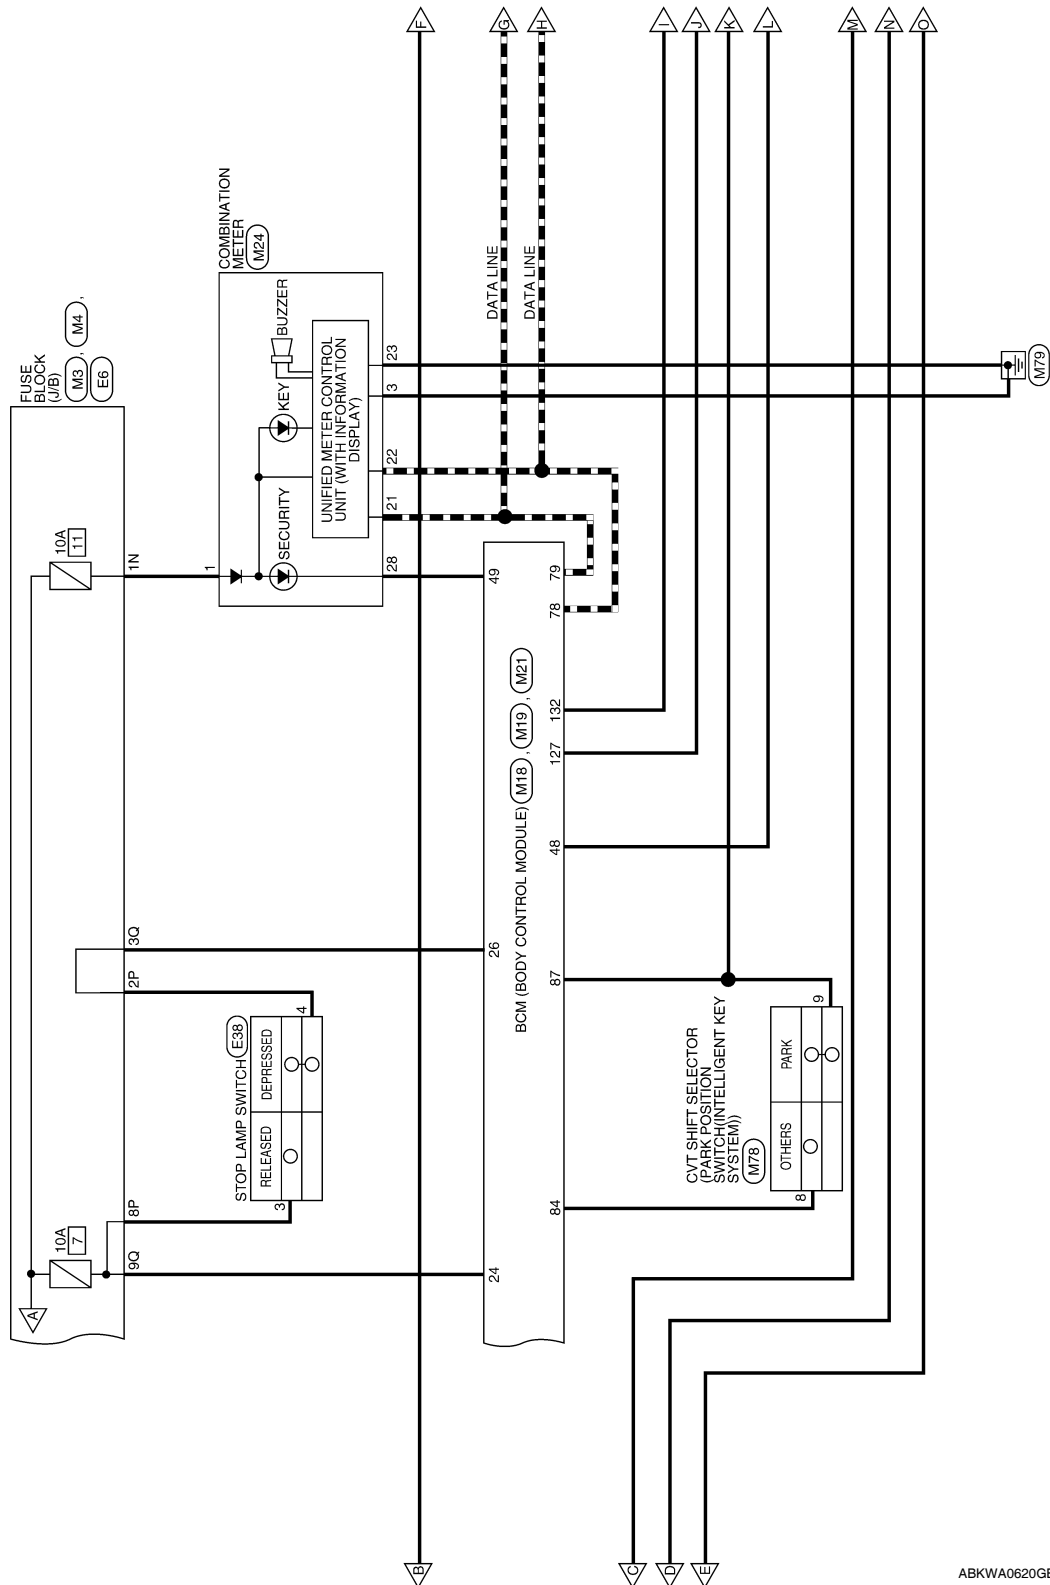 A
10A
7
9Q
8P
2P
3Q
10A
11
1N
FUSE
BLOCK
(J/B)
M3 , M4 ,
E6
STOP LAMP SWITCH E38
RELEASED
DEPRESSED
3
4
COMBINATION
METER
M24
1
SECURITY
KEY
BUZZER
UNIFIED METER CONTROL
UNIT (WITH INFORMATION
DISPLAY)
28
21
22
3
23
B
F
DATA LINE
G
DATA LINE
H
24
26
49
BCM (BODY CONTROL MODULE) M18 , M19 , M21
84
87
48
127
132
78
79
I
J
K
L
CVT SHIFT SELECTOR
(PARK POSITION
SWITCH(INTELLIGENT KEY
SYSTEM))
M78
OTHERS
PARK
8
9
C
D
E
M
N
O
M79
ABKWA0620GE